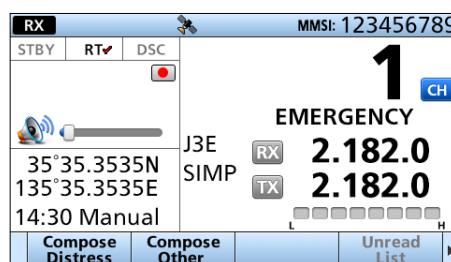 RX MMSI: 123456789
STBY RT✔ DSC
1
CH
EMERGENCY
J3E RX 2.182.0
SIMP TX 2.182.0
35°35.3535N
135°35.3535E
14:30 Manual
L H
Compose Distress
Compose Other
Unread List